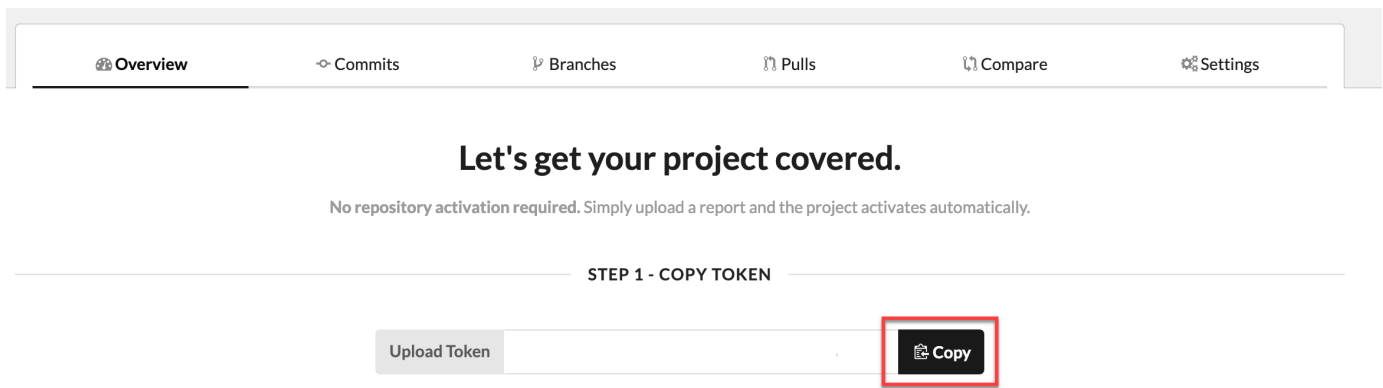 Overview Commits Branches Pulls Compare Settings
Let's get your project covered.
No repository activation required. Simply upload a report and the project activates automatically.
STEP 1 - COPY TOKEN
Upload Token Copy